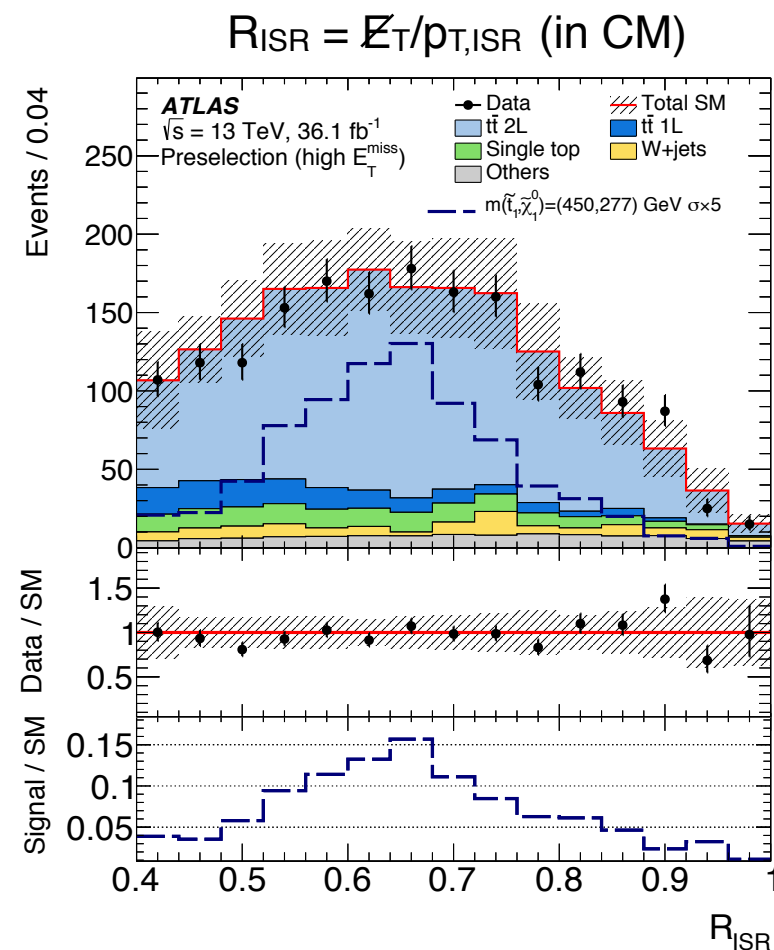 R_ISR = E̸_T/p_T,ISR (in CM)
ATLAS
√s = 13 TeV, 36.1 fb⁻¹
Preselection (high E_T^miss)
Data
Total SM
tt̄ 2L
tt̄ 1L
Single top
W+jets
Others
m(t̃₁,χ̃₁⁰)=(450,277) GeV σ×5
Events / 0.04
250
200
150
100
50
0
Data / SM
1.5
1
0.5
Signal / SM
0.15
0.1
0.05
0.4 0.5 0.6 0.7 0.8 0.9 1
R_ISR